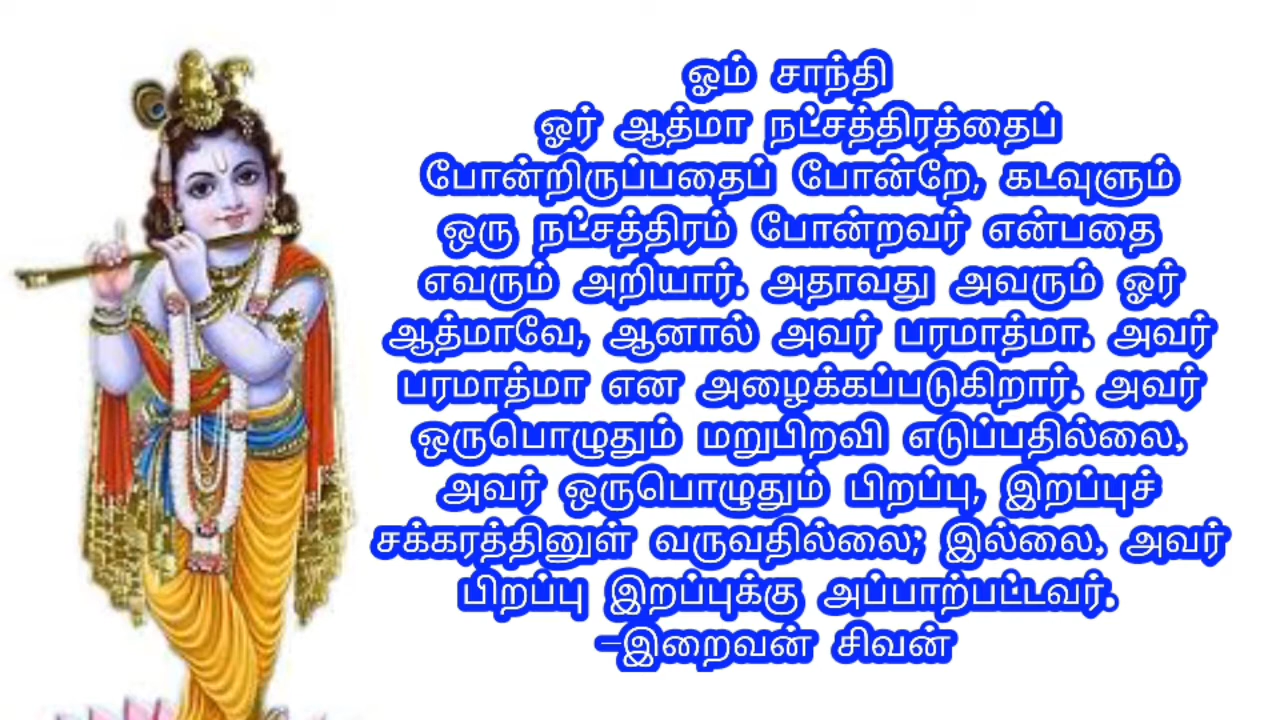 ஓம் சாந்தி
ஓர் ஆத்மா நட்சத்திரத்தைப்
போன்றிருப்பதைப் போன்றே, கடவுளும்
ஒரு நட்சத்திரம் போன்றவர் என்பதை
எவரும் அறியார். அதாவது அவரும் ஓர்
ஆத்மாவே, ஆனால் அவர் பரமாத்மா. அவர்
பரமாத்மா என அழைக்கப்படுகிறார். அவர்
ஒருபொழுதும் மறுபிறவி எடுப்பதில்லை.
அவர் ஒருபொழுதும் பிறப்பு, இறப்புச்
சக்கரத்தினுள் வருவதில்லை; இல்லை. அவர்
பிறப்பு இறப்புக்கு அப்பாற்பட்டவர்.
–இறைவன் சிவன்